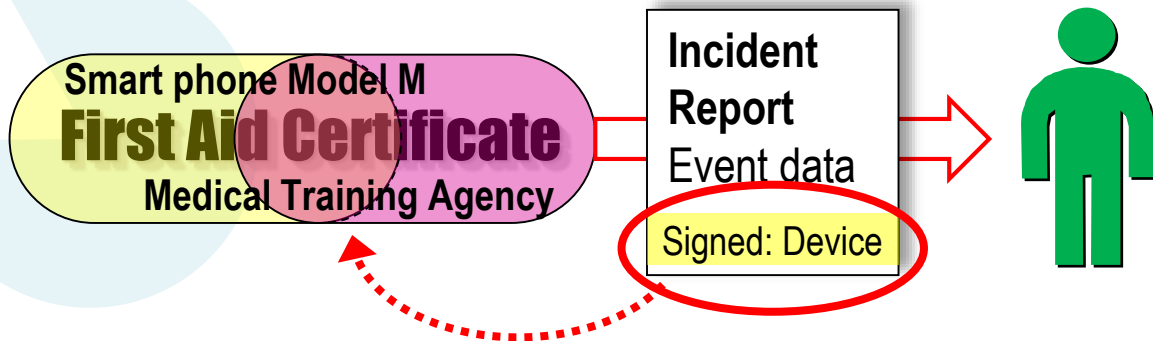 Smart phone Model M
First Aid Certificate
Medical Training Agency
Incident
Report
Event data
Signed: Device